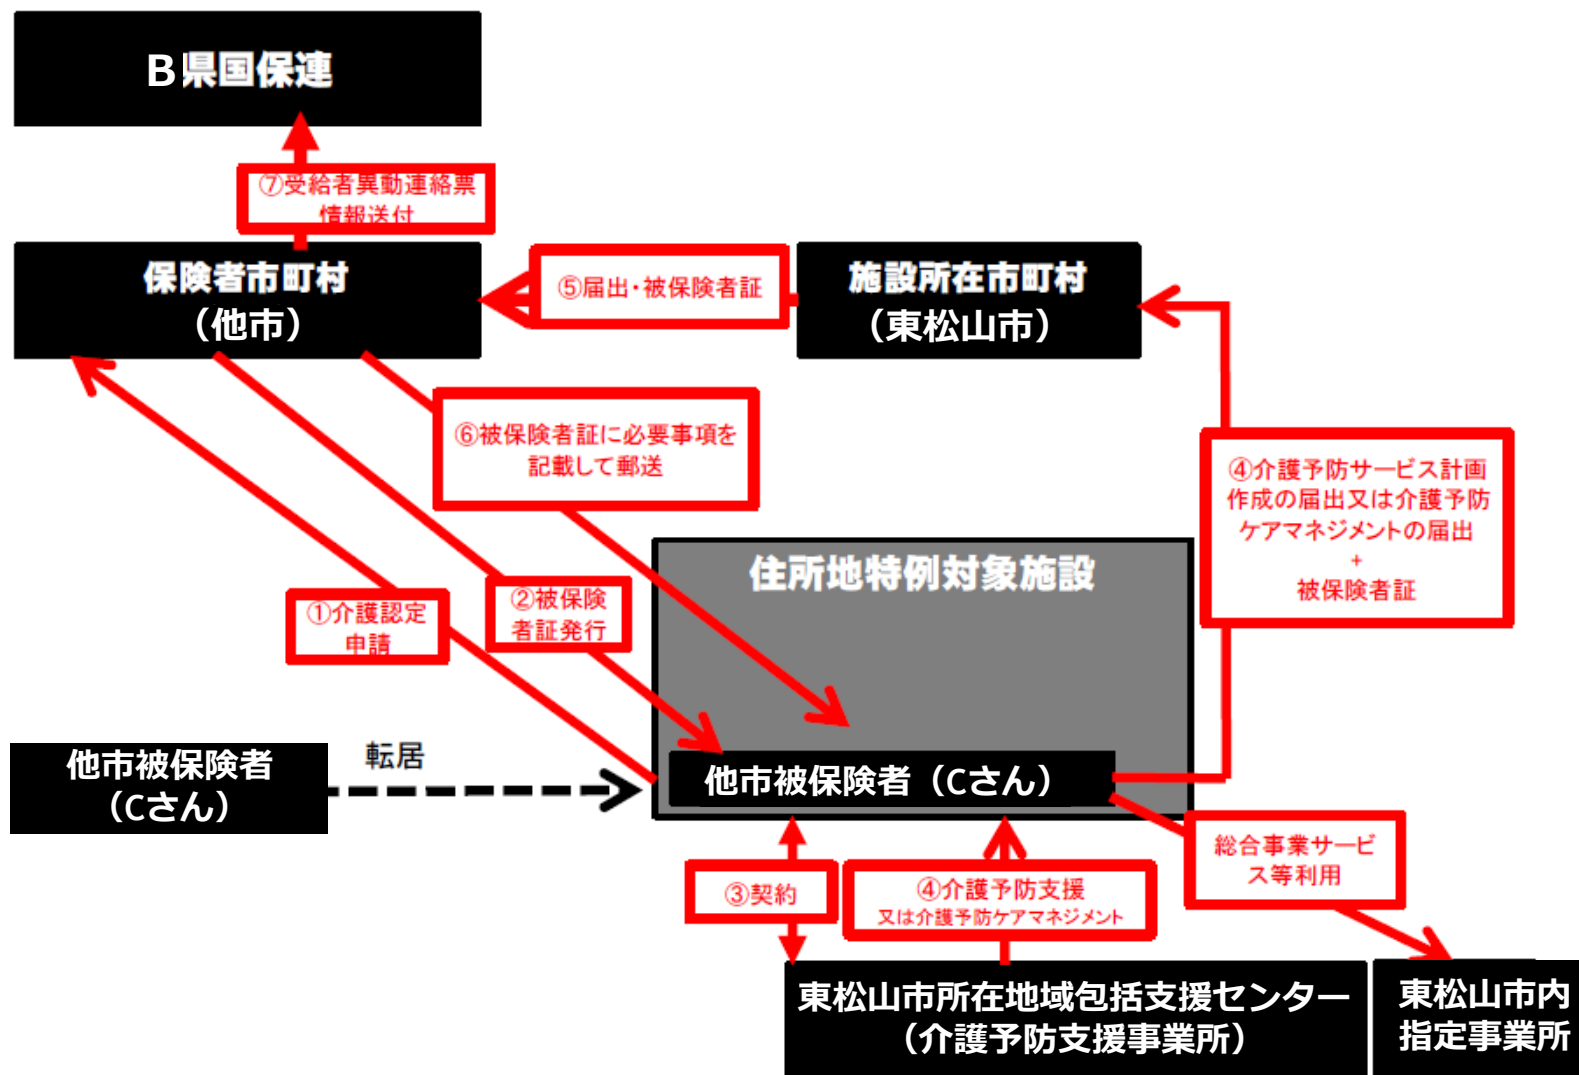 B県国保連
⑦受給者異動連絡票
情報送付
保険者市町村
（他市）
⑤届出・被保険者証
施設所在市町村
（東松山市）
⑥被保険者証に必要事項を
記載して郵送
④介護予防サービス計画
作成の届出又は介護予防
ケアマネジメントの届出
+
被保険者証
住所地特例対象施設
①介護認定
申請
②被保険
者証発行
他市被保険者
（Cさん）
転居
他市被保険者（Cさん）
③契約
④介護予防支援
又は介護予防ケアマネジメント
総合事業サービ
ス等利用
東松山市所在地域包括支援センター
（介護予防支援事業所）
東松山市内
指定事業所